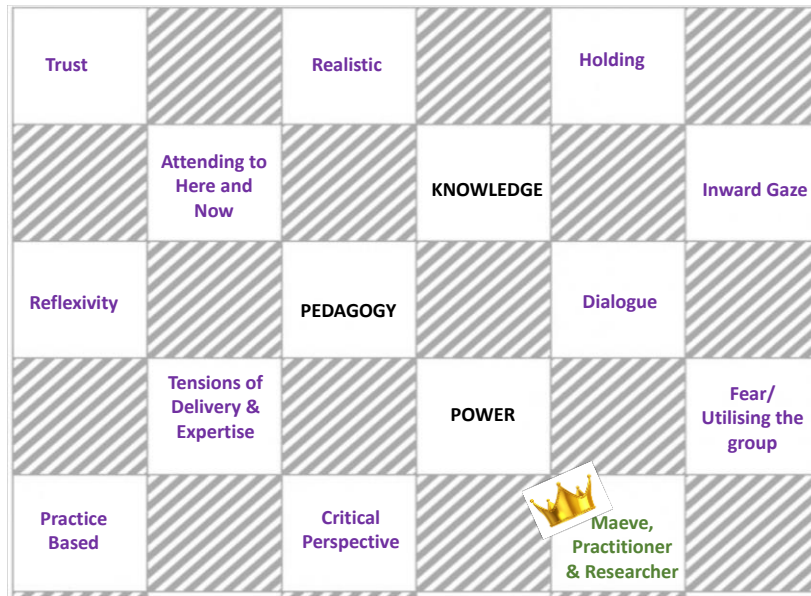 Trust
Realistic
Holding
Attending to
Here and
Now
KNOWLEDGE
Inward Gaze
Reflexivity
PEDAGOGY
Dialogue
Tensions of
Delivery &
Expertise
POWER
Fear/
Utilising the
group
Practice
Based
Critical
Perspective
Maeve,
Practitioner
& Researcher